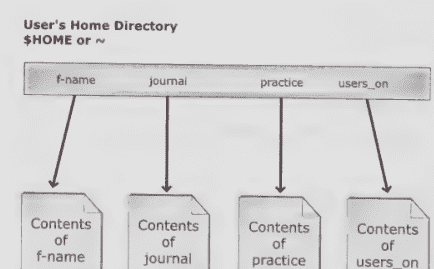 User's Home Directory
$HOME or ~
f-name journal practice users_on
Contents
of
f-name
Contents
of
journal
Contents
of
practice
Contents
of
users_on